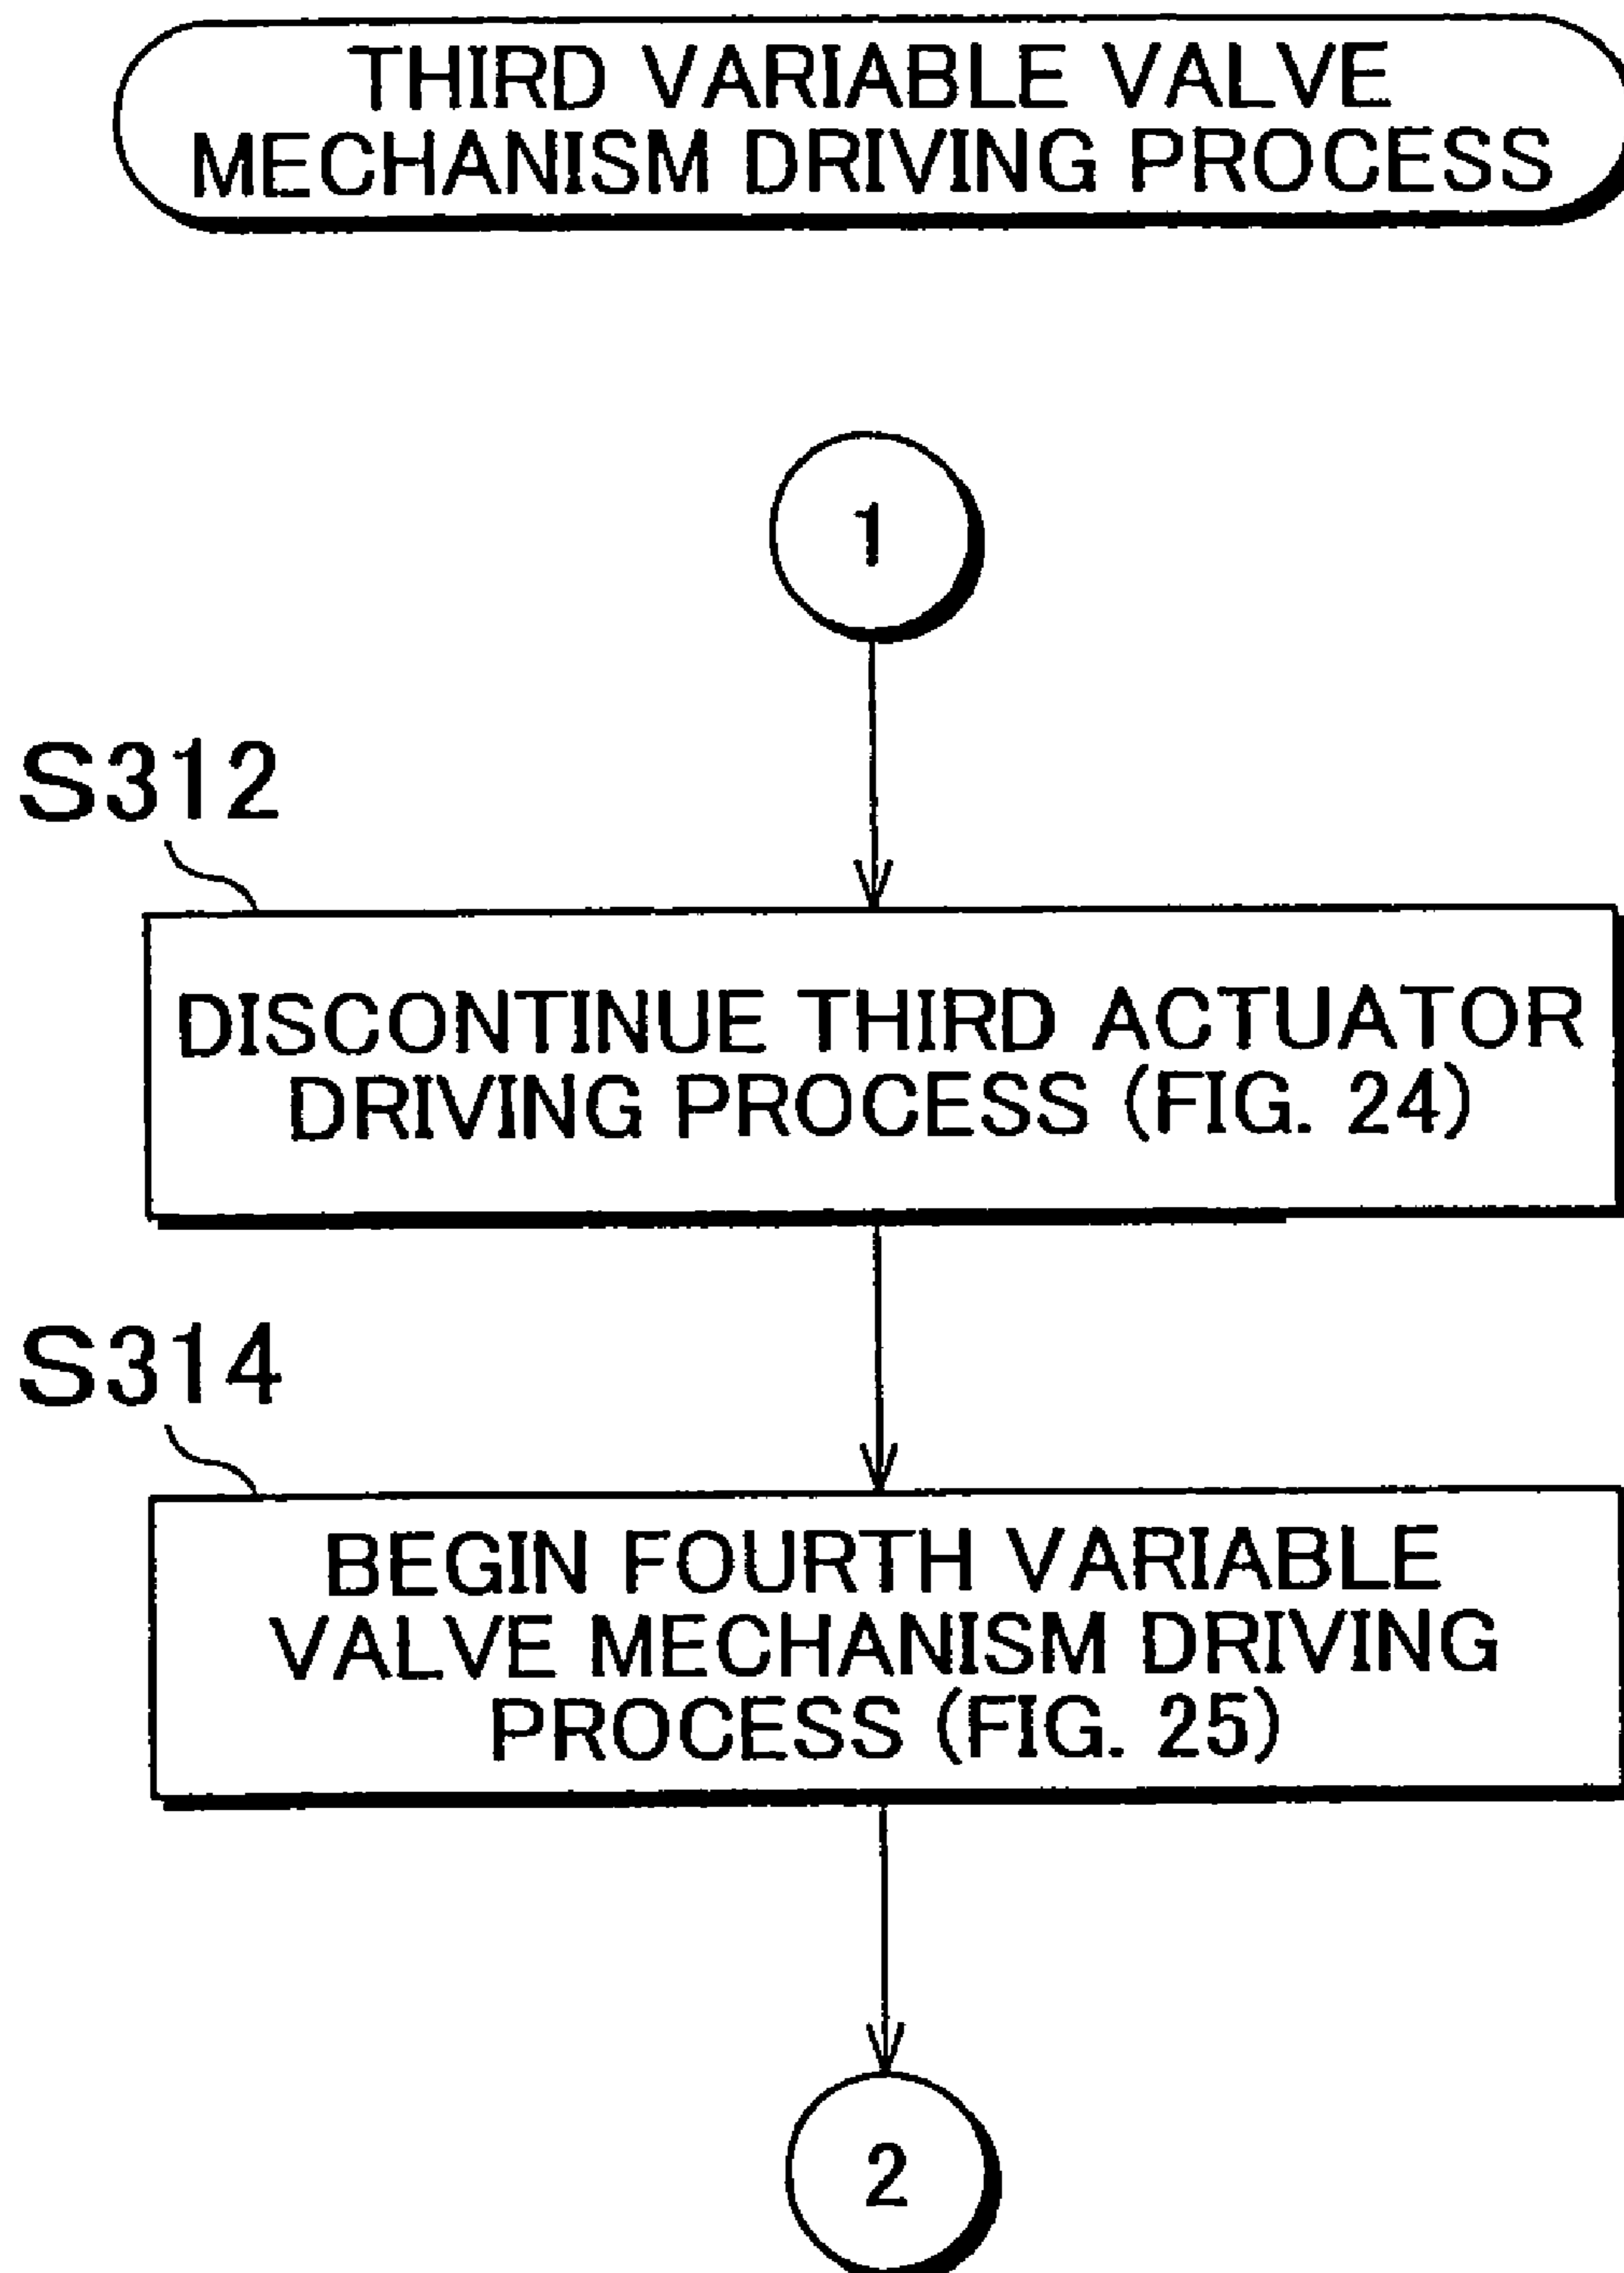 THIRD VARIABLE VALVE
MECHANISM DRIVING PROCESS
1
S312
DISCONTINUE THIRD ACTUATOR
DRIVING PROCESS (FIG. 24)
S314
BEGIN FOURTH VARIABLE
VALVE MECHANISM DRIVING
PROCESS (FIG. 25)
2